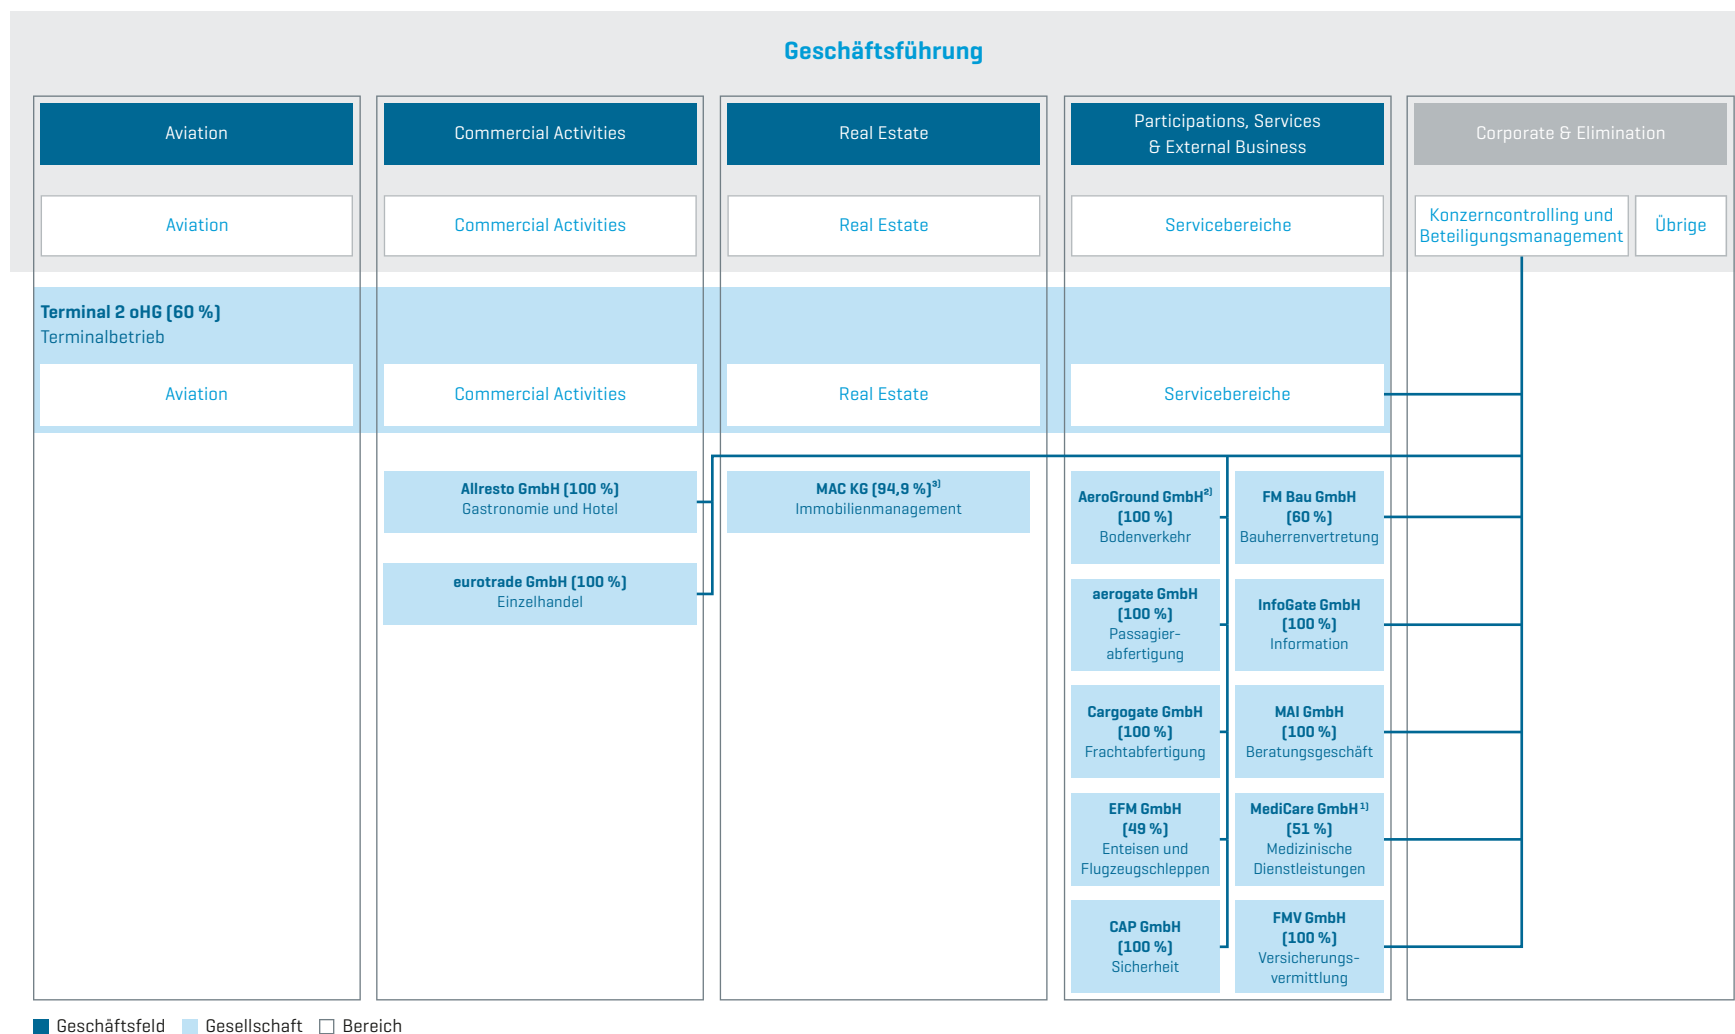 Geschäftsführung
Aviation
Commercial Activities
Real Estate
Participations, Services
& External Business
Corporate & Elimination
Aviation
Commercial Activities
Real Estate
Servicebereiche
Konzerncontrolling und
Beteiligungsmanagement
Übrige
Terminal 2 oHG (60 %)
Terminalbetrieb
Aviation
Commercial Activities
Real Estate
Servicebereiche
Allresto GmbH (100 %)
Gastronomie und Hotel
eurotrade GmbH (100 %)
Einzelhandel
MAC KG (94,9 %)³⁾
Immobilienmanagement
AeroGround GmbH²⁾
(100 %)
Bodenverkehr
FM Bau GmbH
(60 %)
Bauherrenvertretung
aerogate GmbH
(100 %)
Passagier-
abfertigung
InfoGate GmbH
(100 %)
Information
Cargogate GmbH
(100 %)
Frachtabfertigung
MAI GmbH
(100 %)
Beratungsgeschäft
EFM GmbH
(49 %)
Enteisen und
Flugzeugschleppen
MediCare GmbH¹⁾
(51 %)
Medizinische
Dienstleistungen
CAP GmbH
(100 %)
Sicherheit
FMV GmbH
(100 %)
Versicherungs-
vermittlung
Geschäftsfeld Gesellschaft Bereich